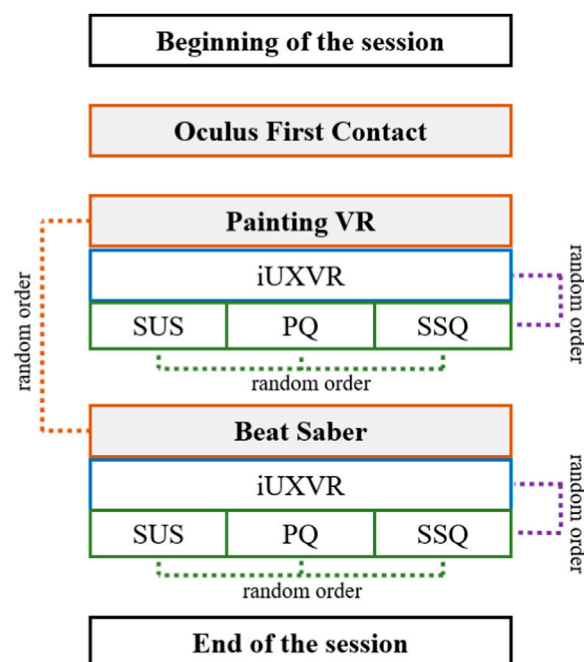 Beginning of the session
Oculus First Contact
Painting VR
iUXVR
SUS PQ SSQ
random order
random order
random order
Beat Saber
iUXVR
SUS PQ SSQ
random order
random order
End of the session